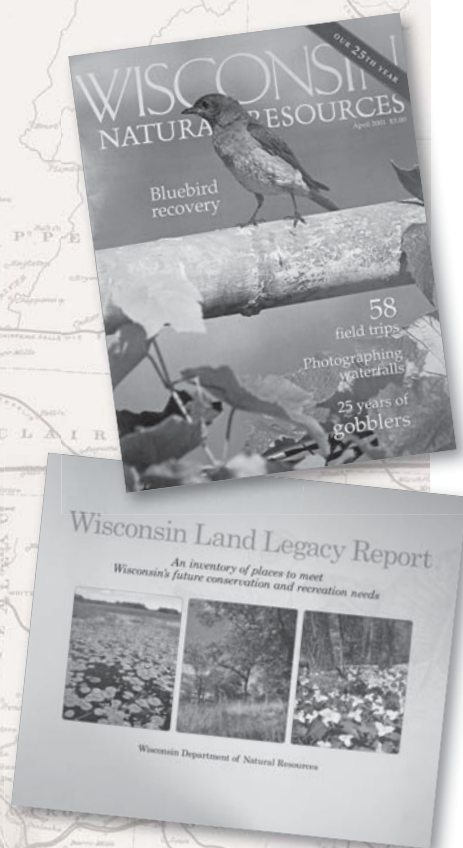 OUR 25TH YEAR
WISCONSIN
NATURAL RESOURCES
April 2001
Bluebird
recovery
58
field trips
Photographing
waterfalls
25 years of
gobblers
P P E
C L A I R
Wisconsin Land Legacy Report
An inventory of places to meet
Wisconsin's future conservation and recreation needs
Wisconsin Department of Natural Resources